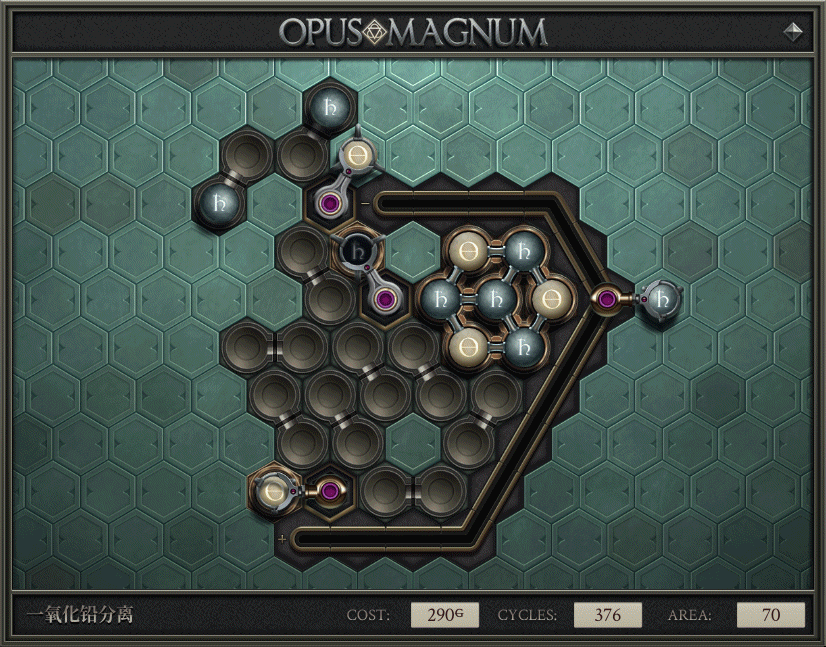 OPUS MAGNUM
一氧化铅分离
COST: 290G
CYCLES: 376
AREA: 70